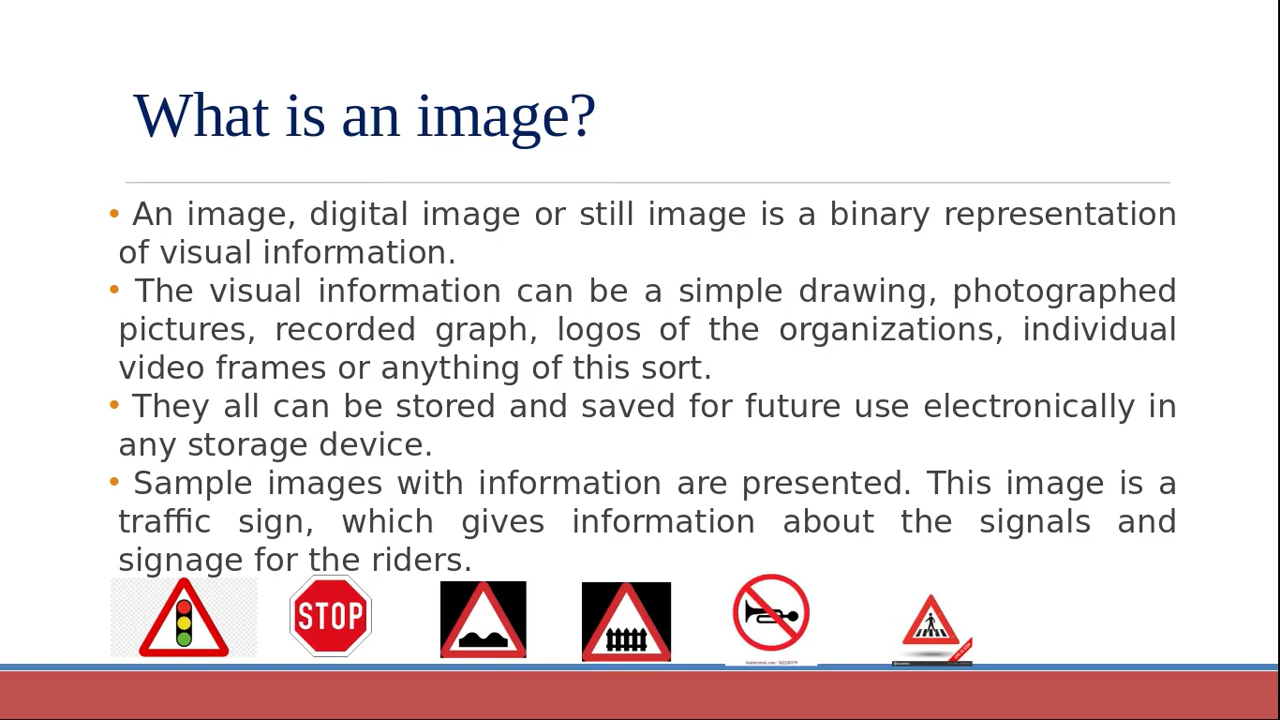 What is an image?
• An image, digital image or still image is a binary representation
of visual information.
• The visual information can be a simple drawing, photographed
pictures, recorded graph, logos of the organizations, individual
video frames or anything of this sort.
• They all can be stored and saved for future use electronically in
any storage device.
• Sample images with information are presented. This image is a
traffic sign, which gives information about the signals and
signage for the riders.
STOP